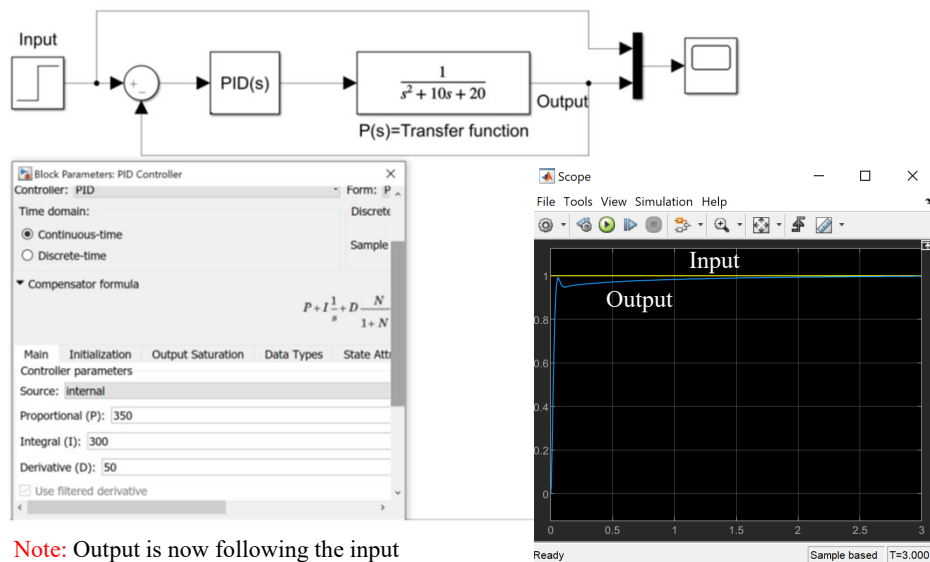 Input
+
−
PID(s)
1
s² + 10s + 20
Output
P(s)=Transfer function
Block Parameters: PID Controller
Controller: PID
Form: P
Time domain:
Discrete
Continuous-time
Discrete-time
Sample
Compensator formula
P+I 1/s +D N
1+N
Main Initialization Output Saturation Data Types State Att
Controller parameters
Source: internal
Proportional (P): 350
Integral (I): 300
Derivative (D): 50
Use filtered derivative
Note: Output is now following the input
Scope
File Tools View Simulation Help
Input
Output
1
0.8
0.6
0.4
0.2
0
0 0.5 1 1.5 2 2.5 3
Ready
Sample based T=3.000